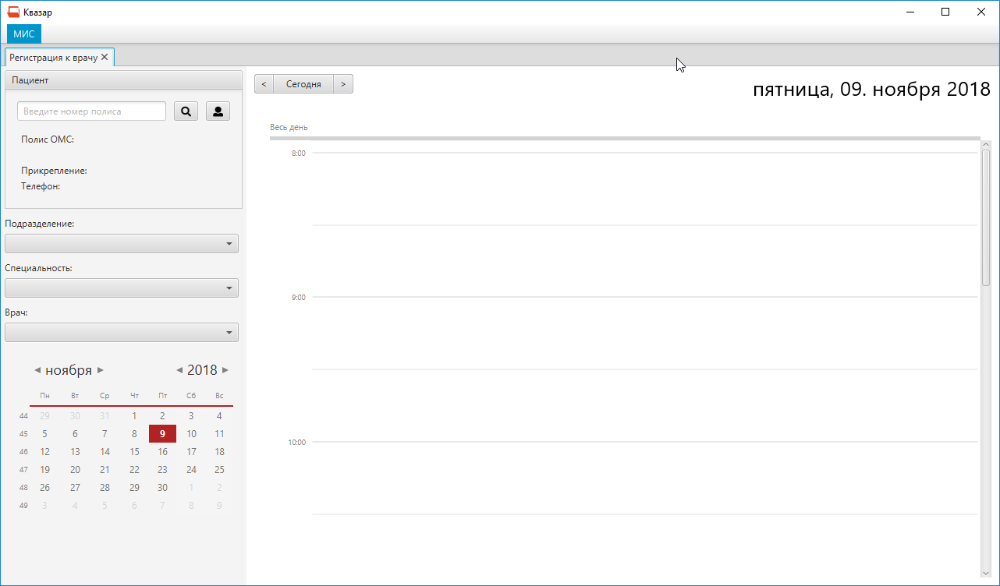 Квазар
МИС
Регистрация к врачу
Пациент
Введите номер полиса
Полис ОМС:
Прикрепление:
Телефон:
Подразделение:
Специальность:
Врач:
ноября 2018
Пн Вт Ср Чт Пт Сб Вс
44 29 30 31 1 2 3 4
45 5 6 7 8 9 10 11
46 12 13 14 15 16 17 18
47 19 20 21 22 23 24 25
48 26 27 28 29 30 1 2
49 3 4 5 6 7 8 9
< Сегодня >
пятница, 09. ноября 2018
Весь день
8:00
9:00
10:00